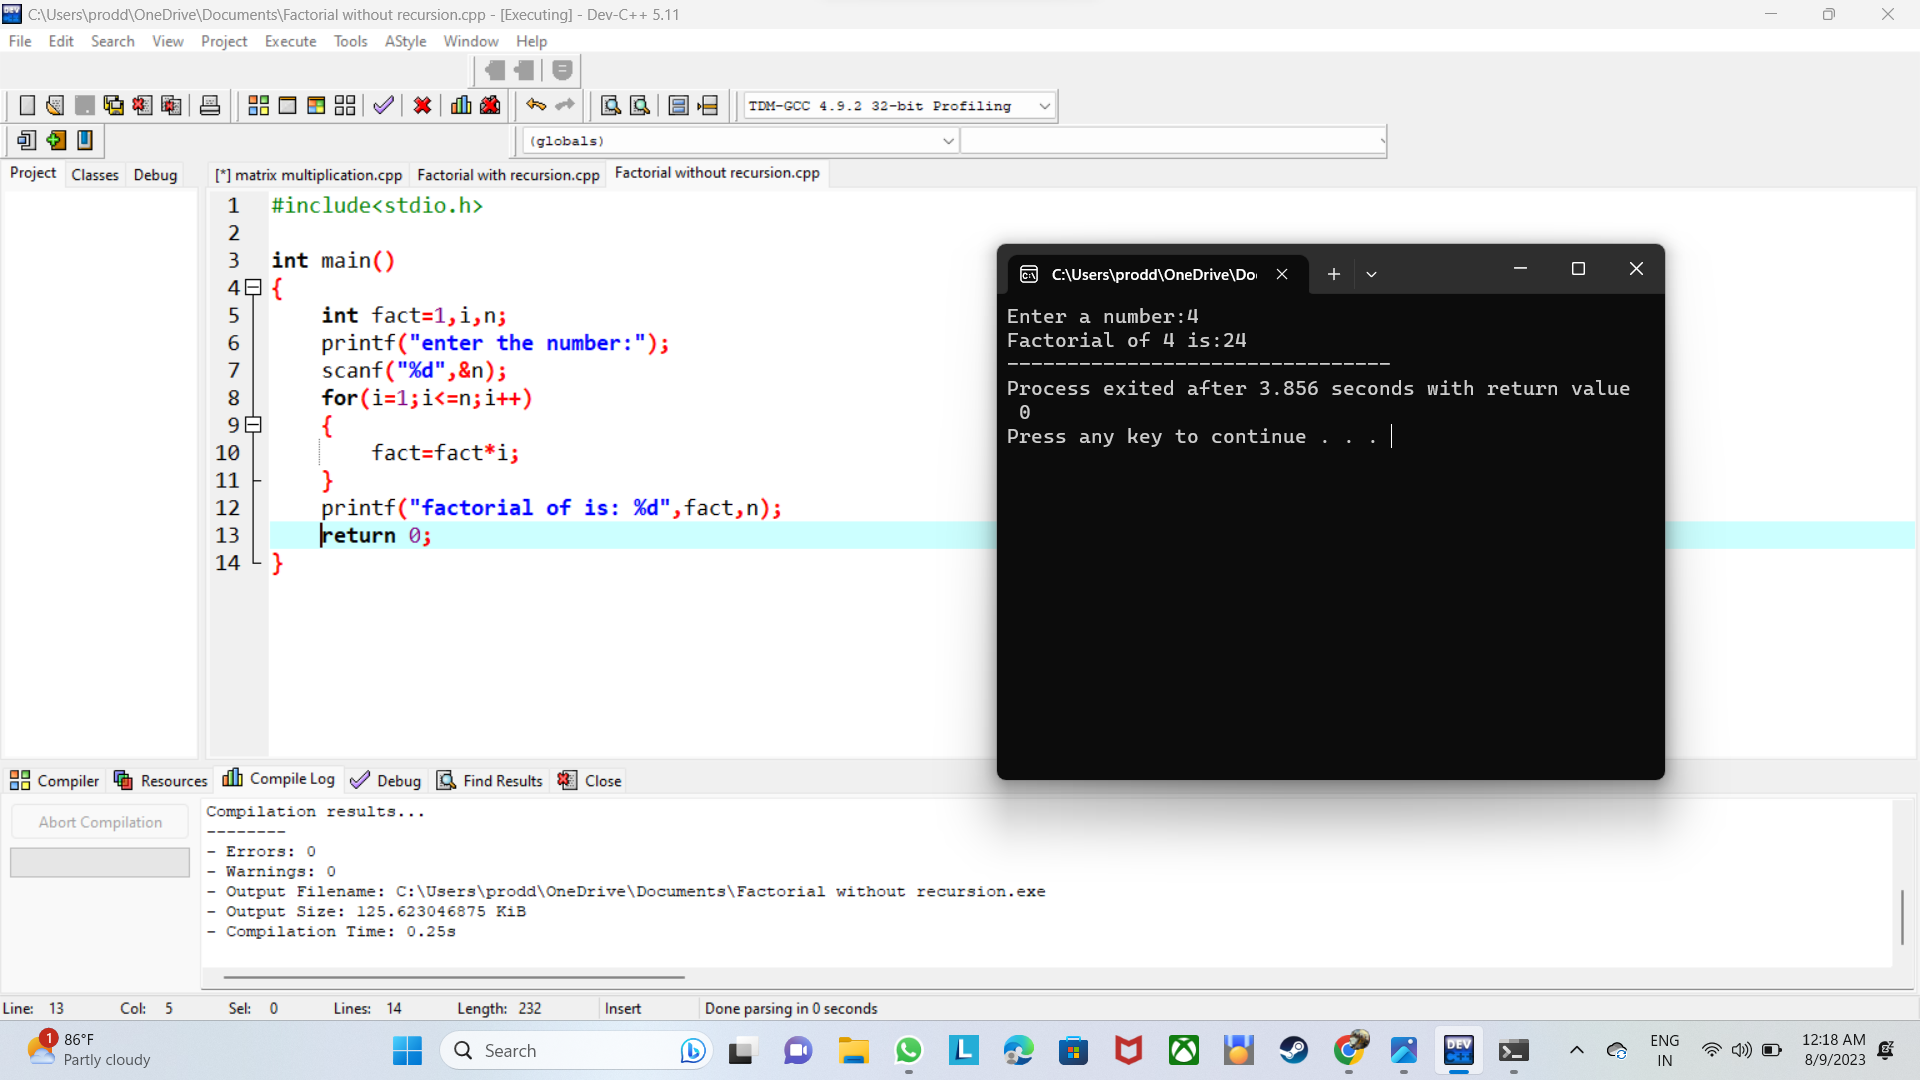 C:\Users\prodd\OneDrive\Documents\Factorial without recursion.cpp - [Executing] - Dev-C++ 5.11
File Edit Search View Project Execute Tools AStyle Window Help
TDM-GCC 4.9.2 32-bit Profiling
(globals)
Project Classes Debug
[*] matrix multiplication.cpp Factorial with recursion.cpp Factorial without recursion.cpp
1 #include<stdio.h>
2
3 int main()
4 {
5 int fact=1,i,n;
6 printf("enter the number:");
7 scanf("%d",&n);
8 for(i=1;i<=n;i++)
9 {
10 fact=fact*i;
11 }
12 printf("factorial of is: %d",fact,n);
13 return 0;
14 }
C:\Users\prodd\OneDrive\Do
Enter a number:4
Factorial of 4 is:24
--------------------------------
Process exited after 3.856 seconds with return value
0
Press any key to continue . . .
Compiler Resources Compile Log Debug Find Results Close
Abort Compilation
Compilation results...
--------
- Errors: 0
- Warnings: 0
- Output Filename: C:\Users\prodd\OneDrive\Documents\Factorial without recursion.exe
- Output Size: 125.623046875 KiB
- Compilation Time: 0.25s
Line: 13 Col: 5 Sel: 0 Lines: 14 Length: 232 Insert Done parsing in 0 seconds
1
86°F
Partly cloudy
Search
L
DEV
C++
ENG
IN
12:18 AM
8/9/2023